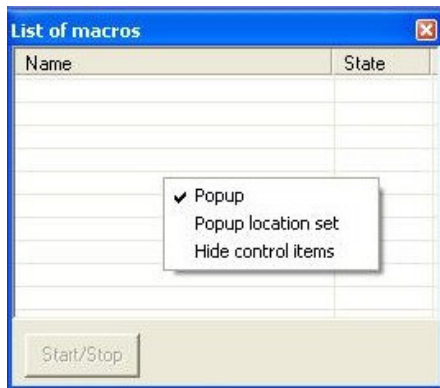 List of macros
Name State
Popup
Popup location set
Hide control items
Start/Stop